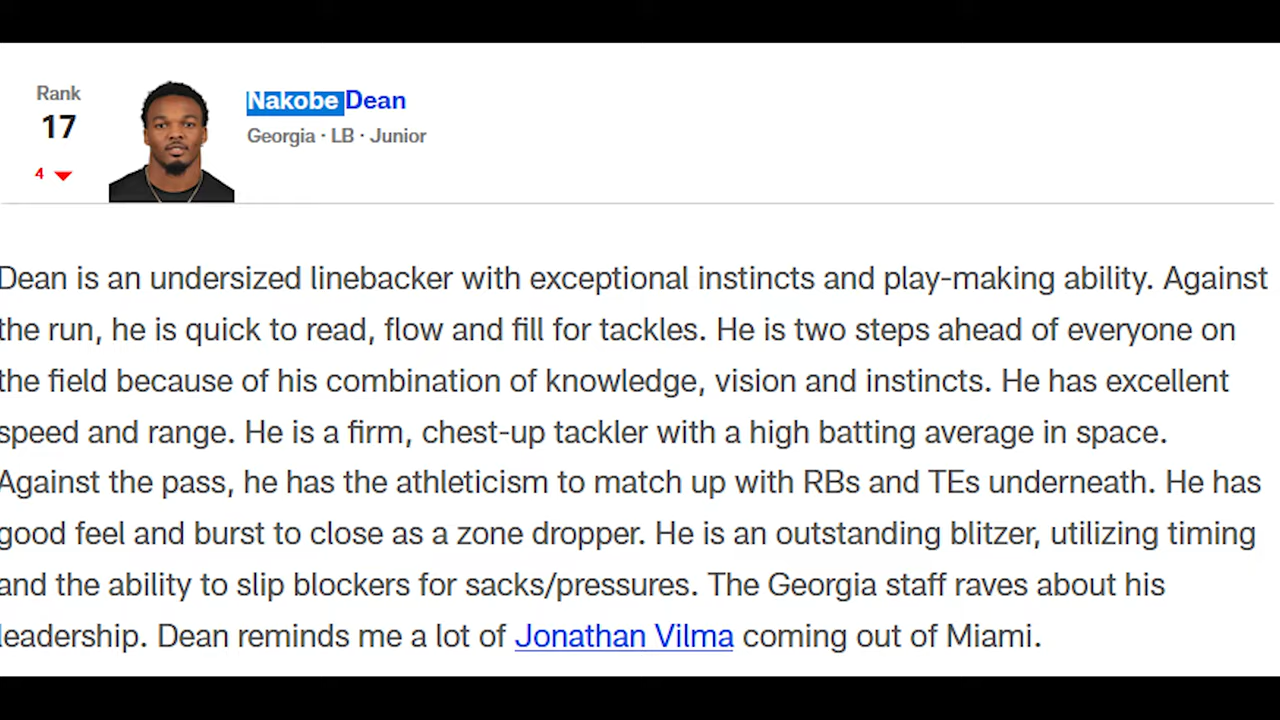 Rank
17
4
Nakobe Dean
Georgia · LB · Junior
Dean is an undersized linebacker with exceptional instincts and play-making ability. Against
the run, he is quick to read, flow and fill for tackles. He is two steps ahead of everyone on
the field because of his combination of knowledge, vision and instincts. He has excellent
speed and range. He is a firm, chest-up tackler with a high batting average in space.
Against the pass, he has the athleticism to match up with RBs and TEs underneath. He has
good feel and burst to close as a zone dropper. He is an outstanding blitzer, utilizing timing
and the ability to slip blockers for sacks/pressures. The Georgia staff raves about his
leadership. Dean reminds me a lot of Jonathan Vilma coming out of Miami.